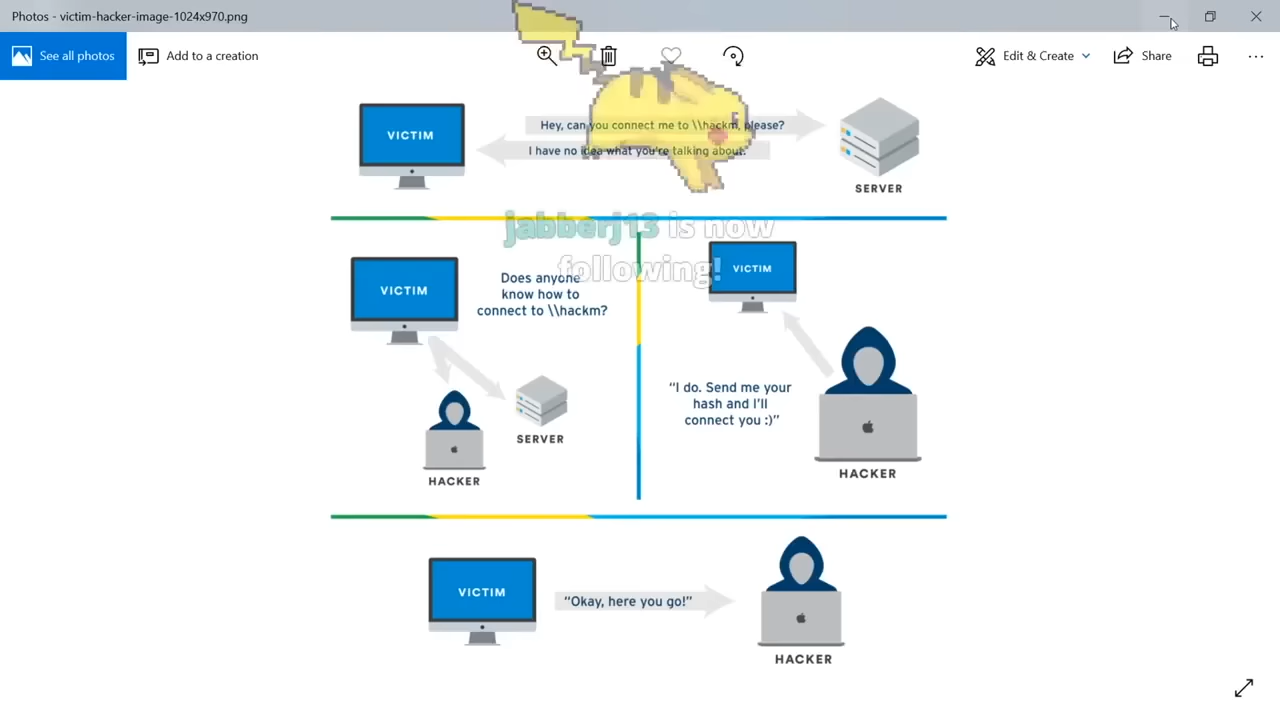 Photos - victim-hacker-image-1024x970.png
See all photos
Add to a creation
Edit & Create
Share
VICTIM
Hey, can you connect me to \\hackm, please?
I have no idea what you're talking about.
SERVER
jabberj13 is now
following!
VICTIM
Does anyone
know how to
connect to \\hackm?
SERVER
HACKER
VICTIM
“I do. Send me your
hash and I’ll
connect you :)”
HACKER
VICTIM
“Okay, here you go!”
HACKER